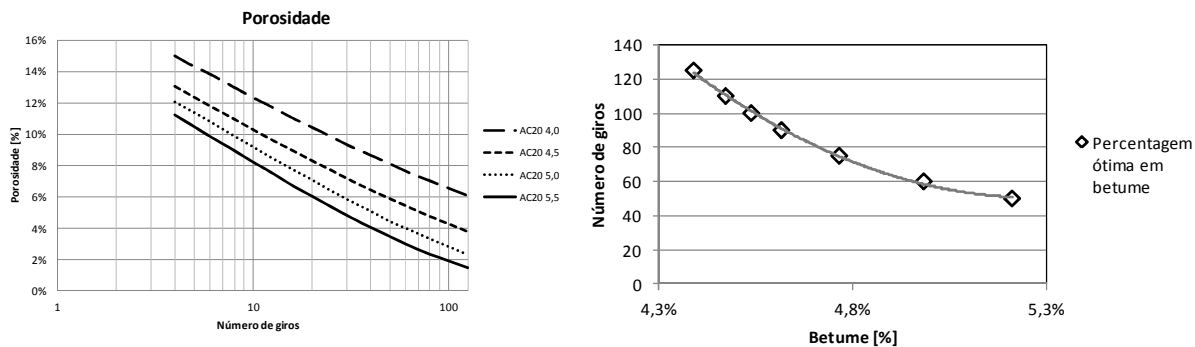 Porosidade
16%
14%
12%
10%
8%
6%
4%
2%
0%
Porosidade [%]
1
10
100
Número de giros
AC20 4,0
AC20 4,5
AC20 5,0
AC20 5,5
140
120
100
80
60
40
20
0
Número de giros
4,3%
4,8%
5,3%
Betume [%]
Percentagem
ótima em
betume